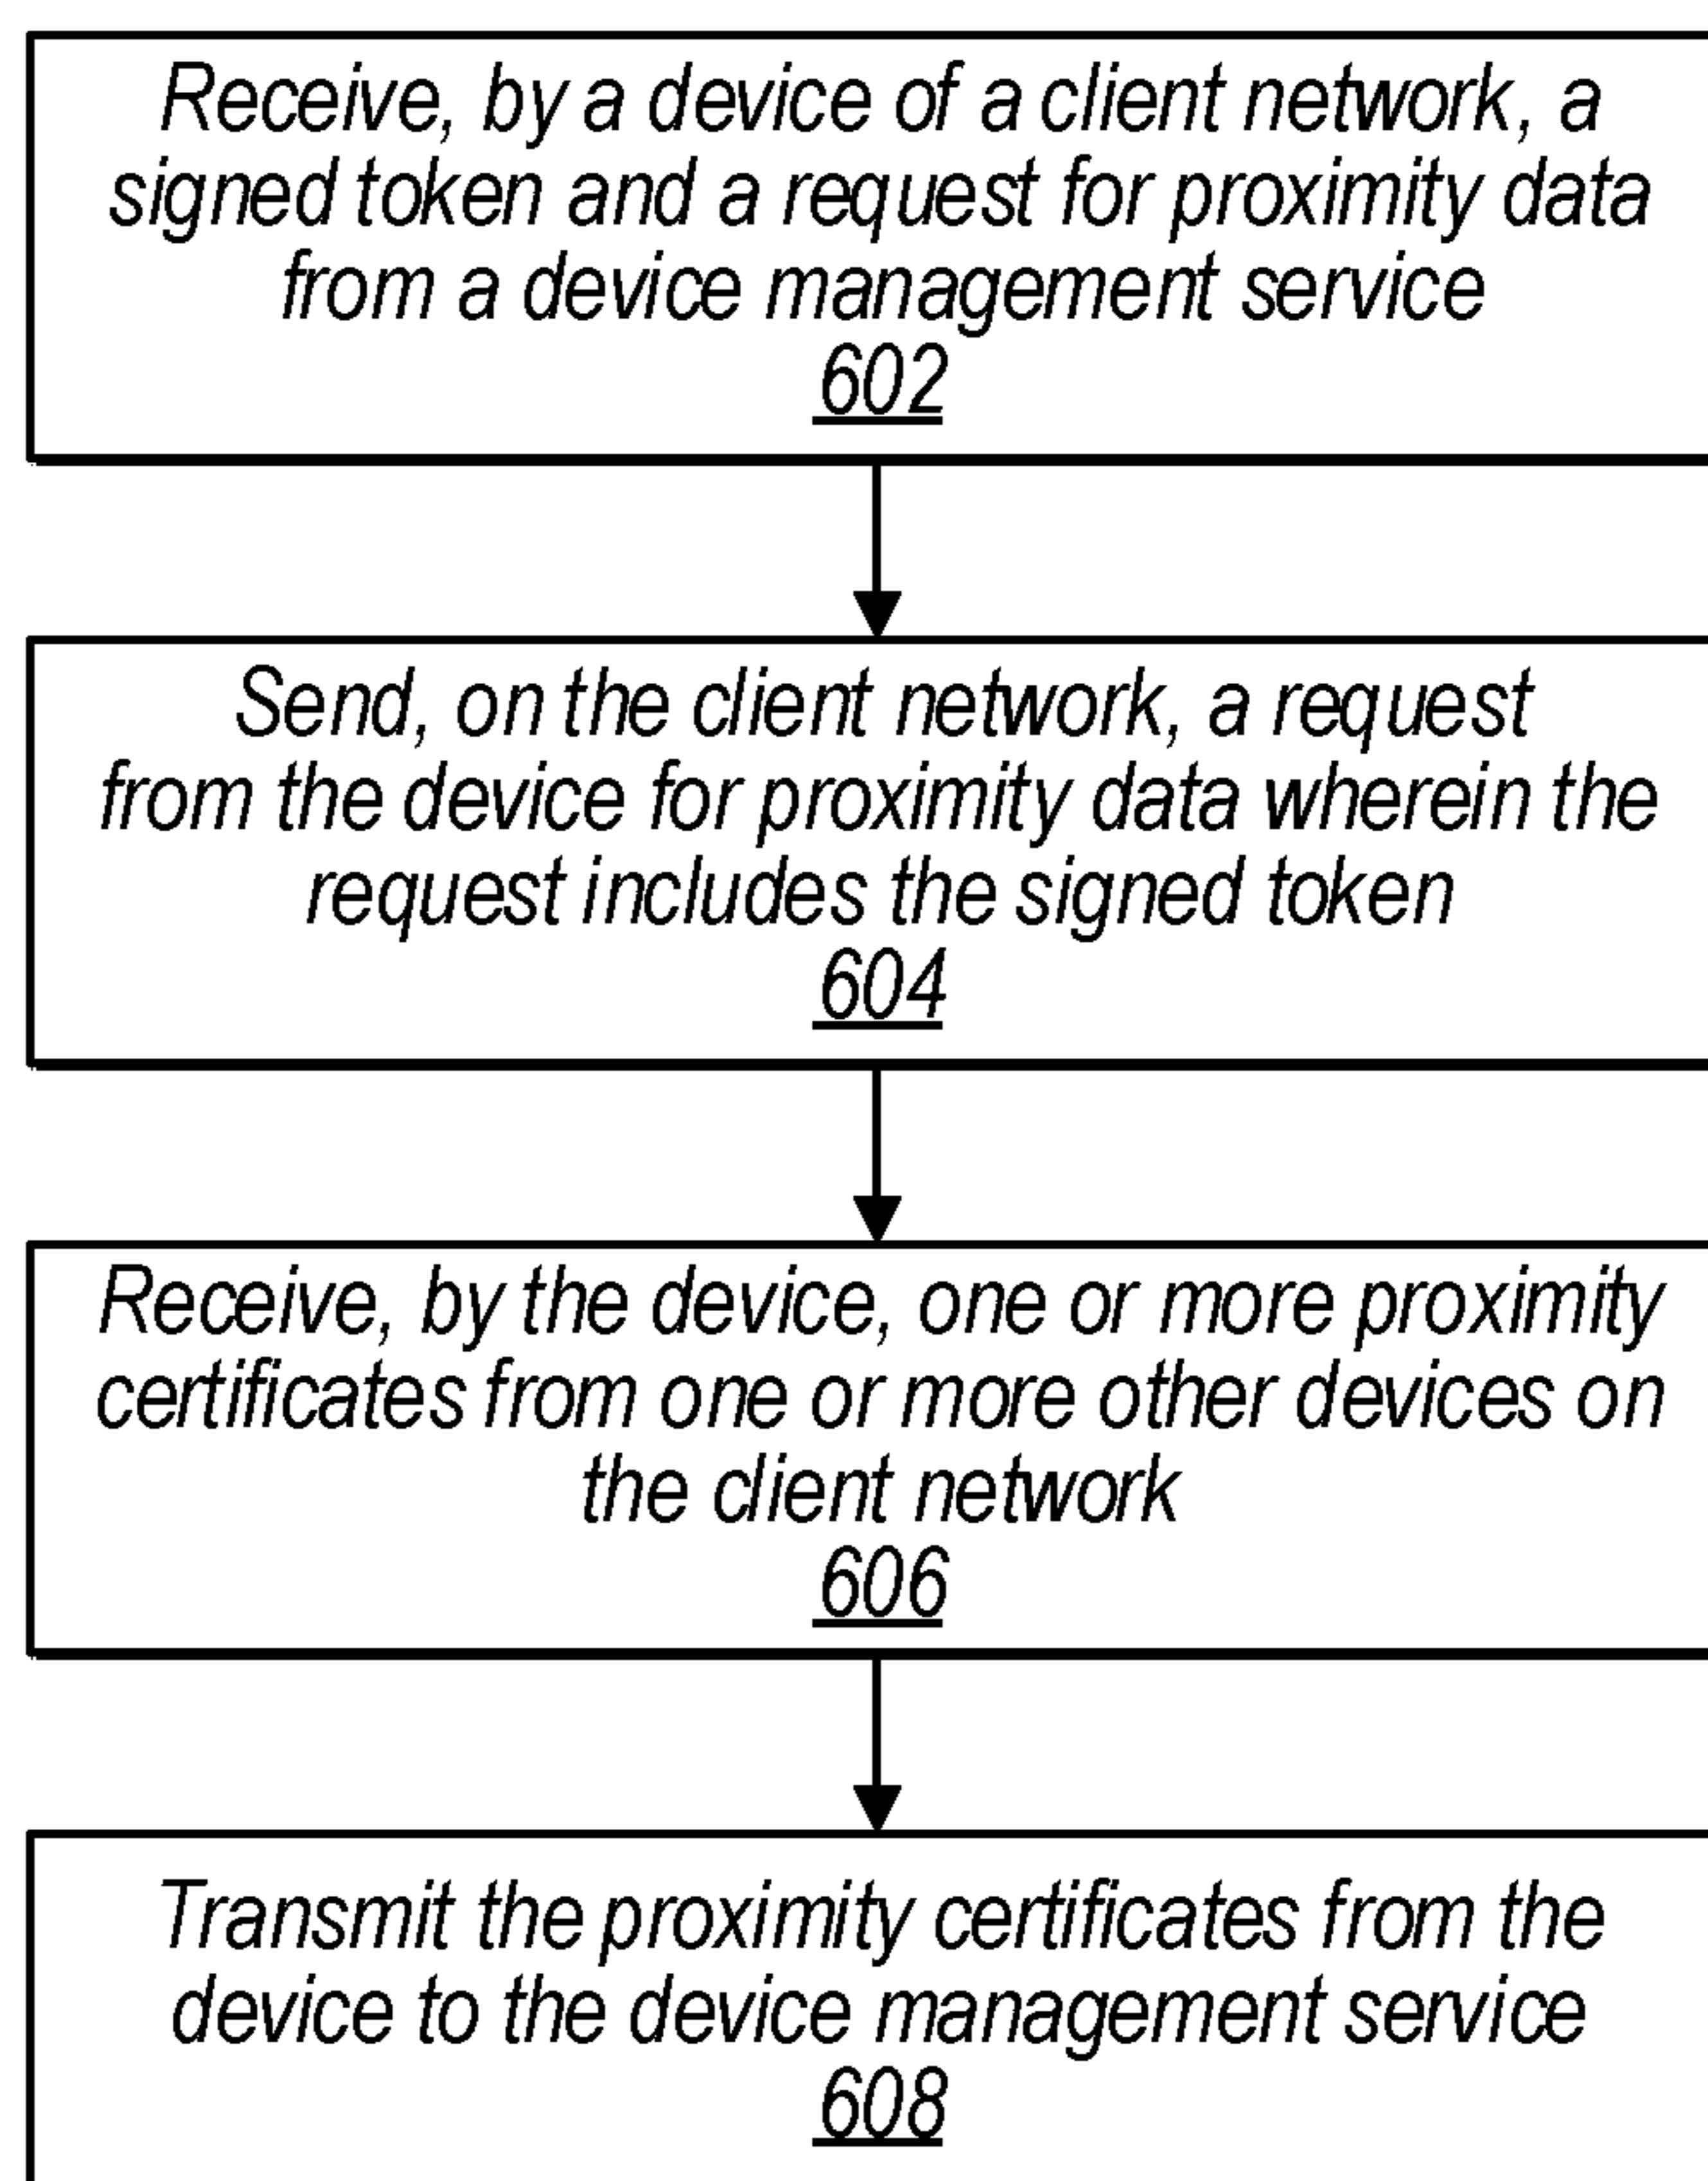 Receive, by a device of a client network, a
signed token and a request for proximity data
from a device management service
602
Send, on the client network, a request
from the device for proximity data wherein the
request includes the signed token
604
Receive, by the device, one or more proximity
certificates from one or more other devices on
the client network
606
Transmit the proximity certificates from the
device to the device management service
608